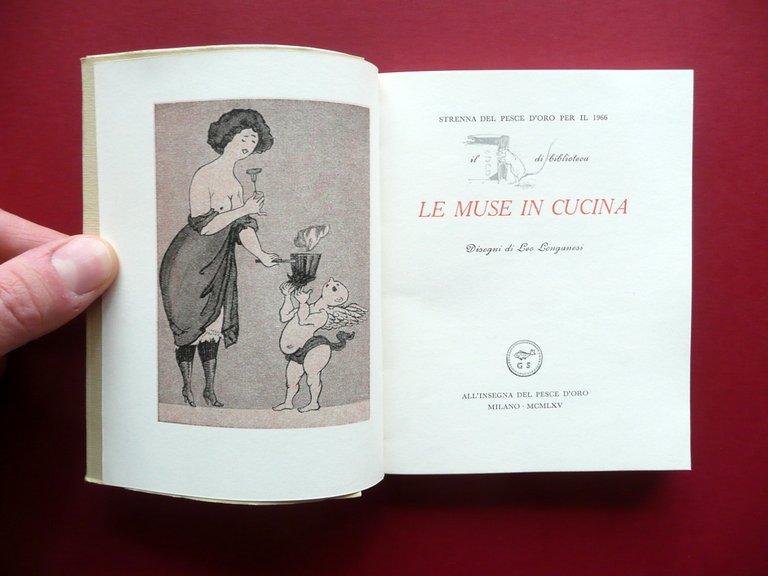 STRENNA DEL PESCE D'ORO PER IL 1966
il di biblioteca
LE MUSE IN CUCINA
Disegni di Leo Longanesi
G S
ALL'INSEGNA DEL PESCE D'ORO
MILANO · MCMLXV